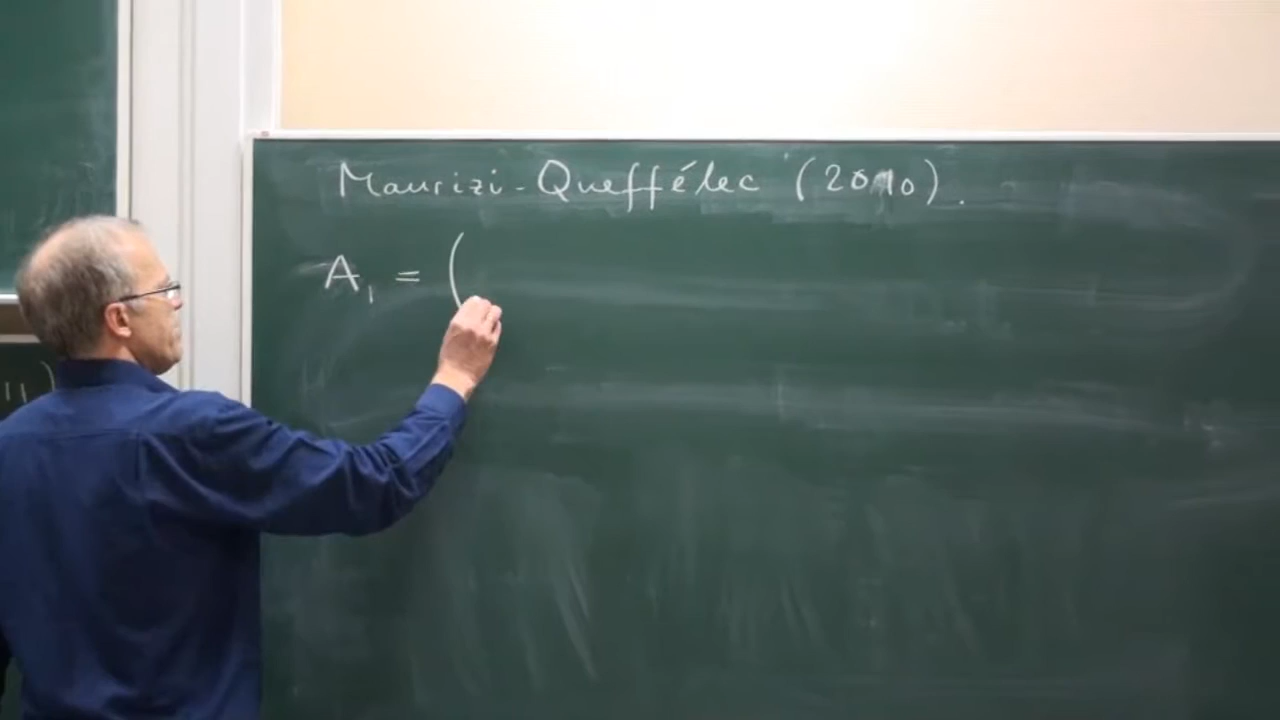 Maurizi-Queffélec (2010).
A₁ = (